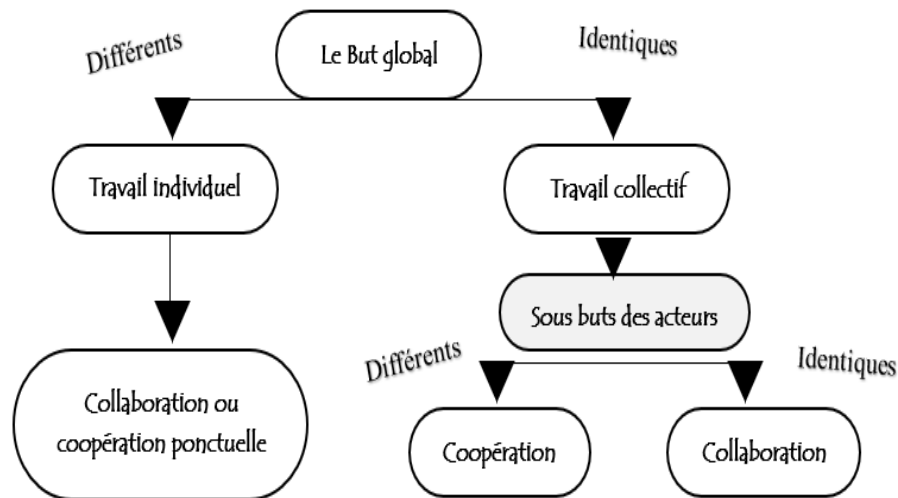 Différents
Le But global
Identiques
Travail individuel
Travail collectif
Sous buts des acteurs
Différents
Identiques
Collaboration ou
coopération ponctuelle
Coopération
Collaboration